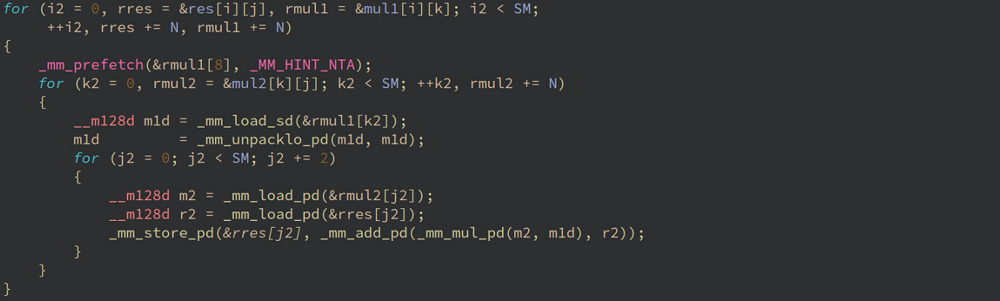 for (i2 = 0, rres = &res[i][j], rmul1 = &mul1[i][k]; i2 < SM;
     ++i2, rres += N, rmul1 += N)
{
    _mm_prefetch(&rmul1[8], _MM_HINT_NTA);
    for (k2 = 0, rmul2 = &mul2[k][j]; k2 < SM; ++k2, rmul2 += N)
    {
        __m128d m1d = _mm_load_sd(&rmul1[k2]);
        m1d         = _mm_unpacklo_pd(m1d, m1d);
        for (j2 = 0; j2 < SM; j2 += 2)
        {
            __m128d m2 = _mm_load_pd(&rmul2[j2]);
            __m128d r2 = _mm_load_pd(&rres[j2]);
            _mm_store_pd(&rres[j2], _mm_add_pd(_mm_mul_pd(m2, m1d), r2));
        }
    }
}